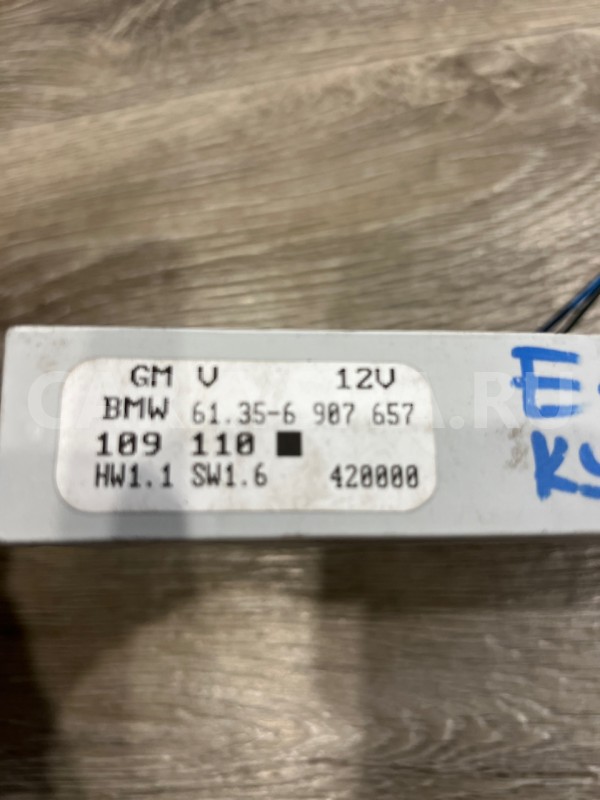 GM V 12V
BMW 61.35-6 907 657
109 110
HW1.1 SW1.6 420000